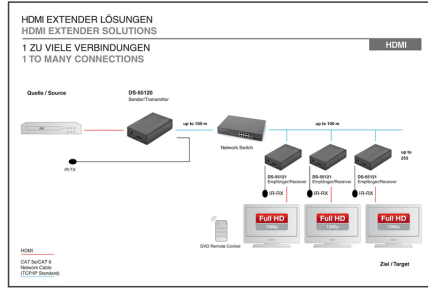 HDMI EXTENDER LÖSUNGEN
HDMI EXTENDER SOLUTIONS
1 ZU VIELE VERBINDUNGEN
1 TO MANY CONNECTIONS
HDMI
Quelle / Source
DS-55120
Sender/Transmitter
up to 100 m
Network Switch
up to 100 m
up to
253
IR-TX
DS-55121
Empfänger/Receiver
DS-55121
Empfänger/Receiver
DS-55121
Empfänger/Receiver
IR-RX
IR-RX
IR-RX
DVD Remote Control
Full HD
1080p
Full HD
1080p
Full HD
1080p
HDMI
CAT 5e/CAT 6
Network Cable
(TCP/IP Standard)
Ziel / Target